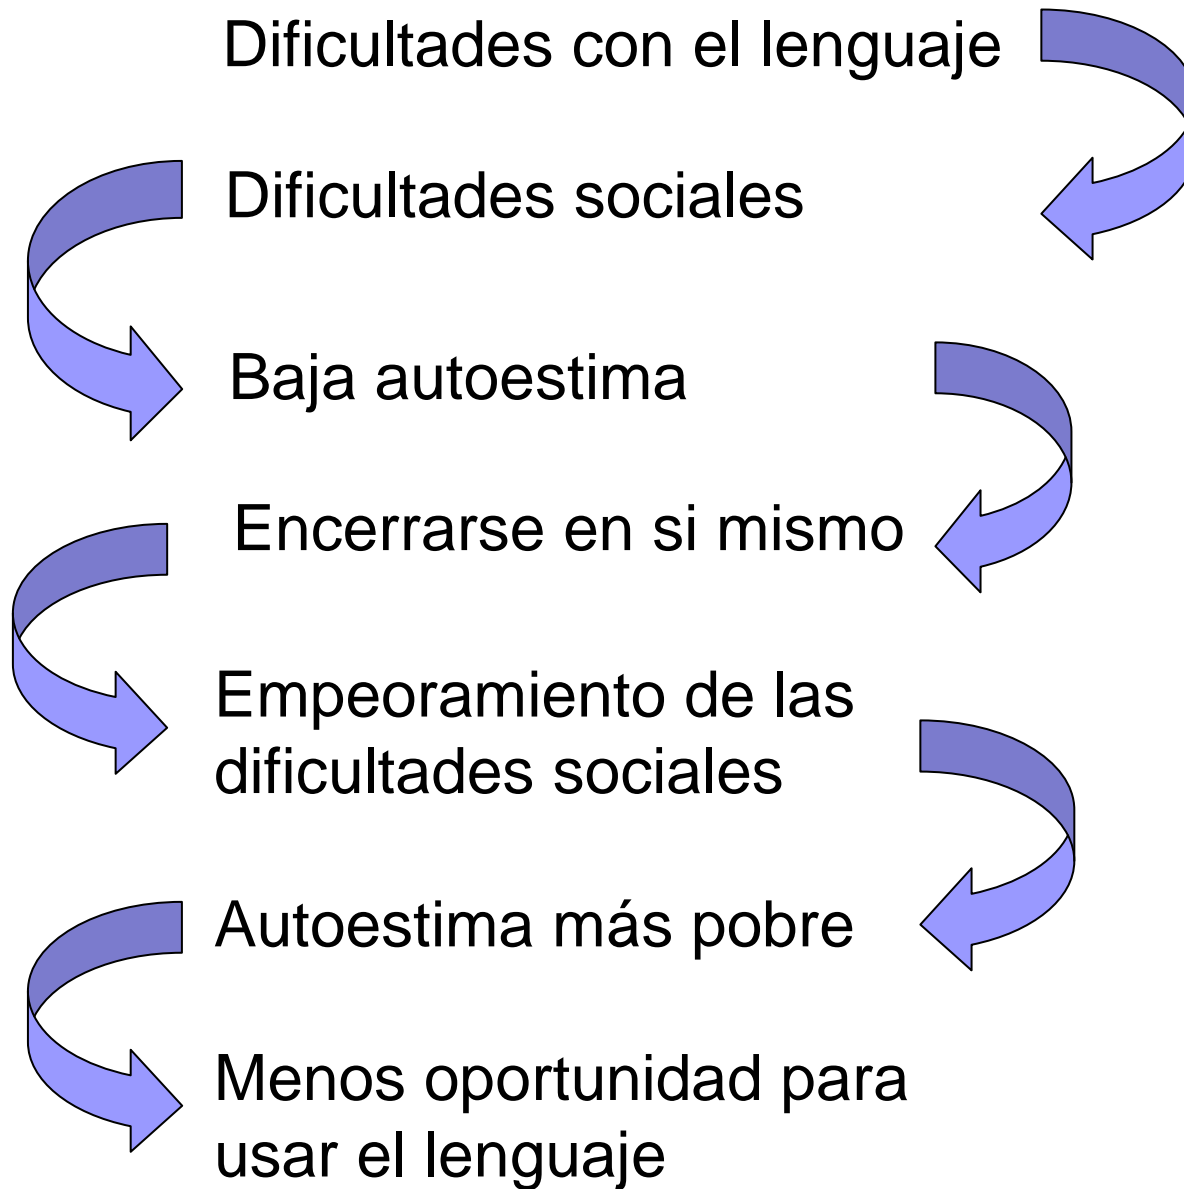 Dificultades con el lenguaje
Dificultades sociales
Baja autoestima
Encerrarse en si mismo
Empeoramiento de las
dificultades sociales
Autoestima más pobre
Menos oportunidad para
usar el lenguaje